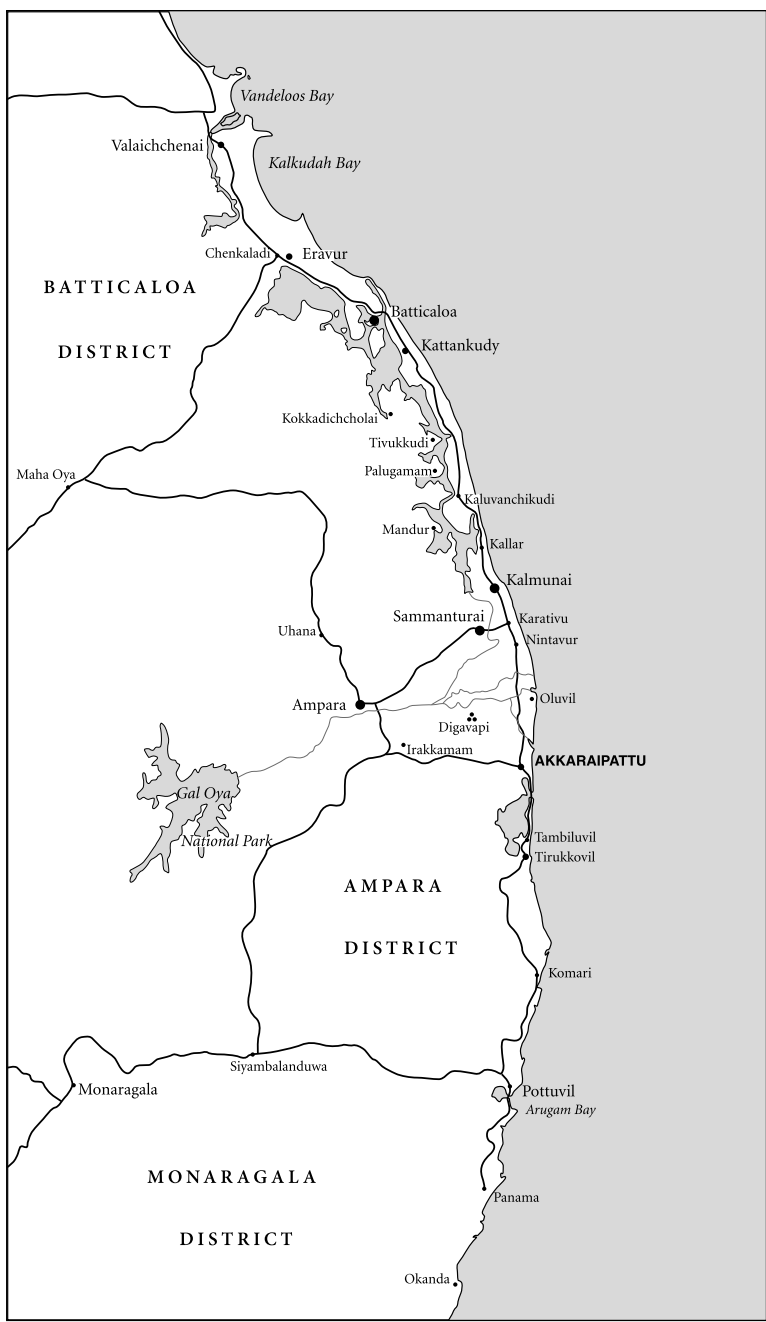 Vandeloos Bay
Valaichchenai
Kalkudah Bay
Chenkaladi
Eravur
BATTICALOA
DISTRICT
Batticaloa
Kattankudy
Kokkadichcholai
Tivukkudi
Palugamam
Maha Oya
Kaluvanchikudi
Mandur
Kallar
Kalmunai
Sammanturai
Karativu
Uhana
Nintavur
Ampara
Oluvil
Digavapi
Irakkamam
AKKARAIPATTU
Gal Oya
National Park
Tambiluvil
Tirukkovil
AMPARA
DISTRICT
Komari
Siyambalanduwa
Monaragala
Pottuvil
Arugam Bay
MONARAGALA
DISTRICT
Panama
Okanda